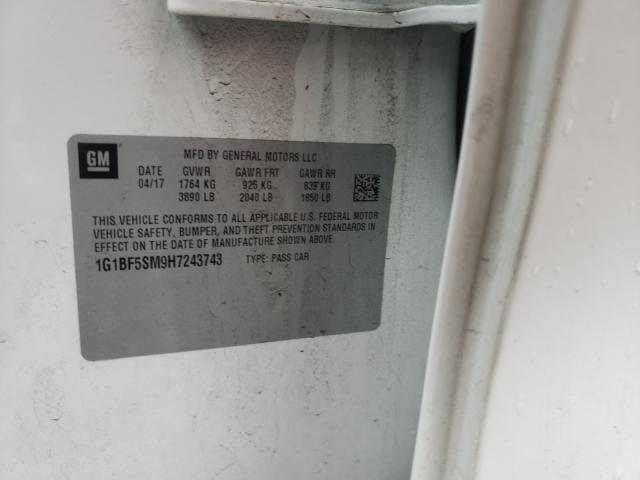 GM
MFD BY GENERAL MOTORS LLC
DATE GVWR GAWR FRT GAWR RR
04/17 1764 KG 925 KG 839 KG
3890 LB 2040 LB 1850 LB
THIS VEHICLE CONFORMS TO ALL APPLICABLE U.S. FEDERAL MOTOR
VEHICLE SAFETY, BUMPER, AND THEFT PREVENTION STANDARDS IN
EFFECT ON THE DATE OF MANUFACTURE SHOWN ABOVE.
1G1BF5SM9H7243743 TYPE: PASS CAR